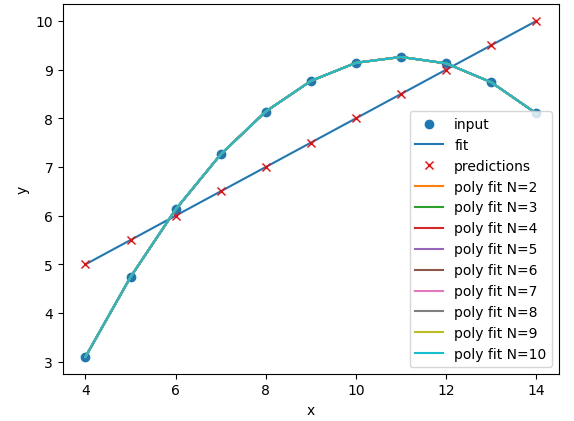 10
9
8
7
6
5
4
3
y
4
6
8
10
12
14
x
input
fit
predictions
poly fit N=2
poly fit N=3
poly fit N=4
poly fit N=5
poly fit N=6
poly fit N=7
poly fit N=8
poly fit N=9
poly fit N=10